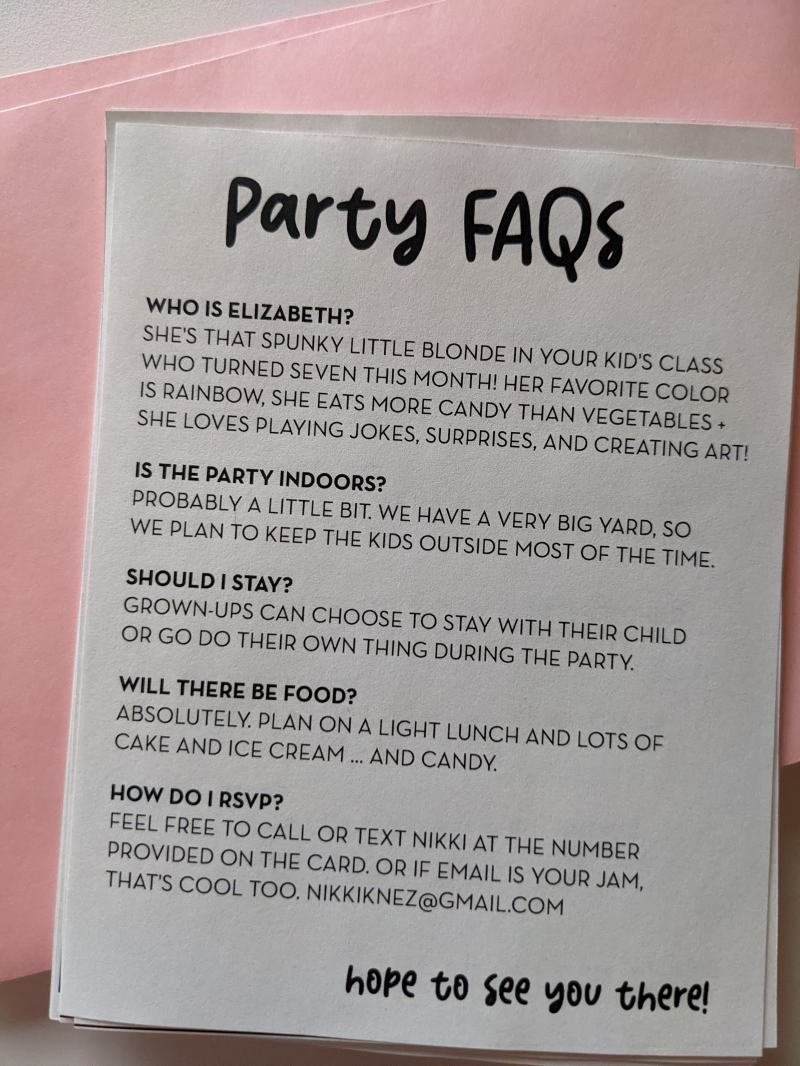 Party FAQs
WHO IS ELIZABETH?
SHE'S THAT SPUNKY LITTLE BLONDE IN YOUR KID'S CLASS
WHO TURNED SEVEN THIS MONTH! HER FAVORITE COLOR
IS RAINBOW, SHE EATS MORE CANDY THAN VEGETABLES +
SHE LOVES PLAYING JOKES, SURPRISES, AND CREATING ART!
IS THE PARTY INDOORS?
PROBABLY A LITTLE BIT. WE HAVE A VERY BIG YARD, SO
WE PLAN TO KEEP THE KIDS OUTSIDE MOST OF THE TIME.
SHOULD I STAY?
GROWN-UPS CAN CHOOSE TO STAY WITH THEIR CHILD
OR GO DO THEIR OWN THING DURING THE PARTY.
WILL THERE BE FOOD?
ABSOLUTELY. PLAN ON A LIGHT LUNCH AND LOTS OF
CAKE AND ICE CREAM ... AND CANDY.
HOW DO I RSVP?
FEEL FREE TO CALL OR TEXT NIKKI AT THE NUMBER
PROVIDED ON THE CARD. OR IF EMAIL IS YOUR JAM,
THAT'S COOL TOO. NIKKIKNEZ@GMAIL.COM
hope to see you there!